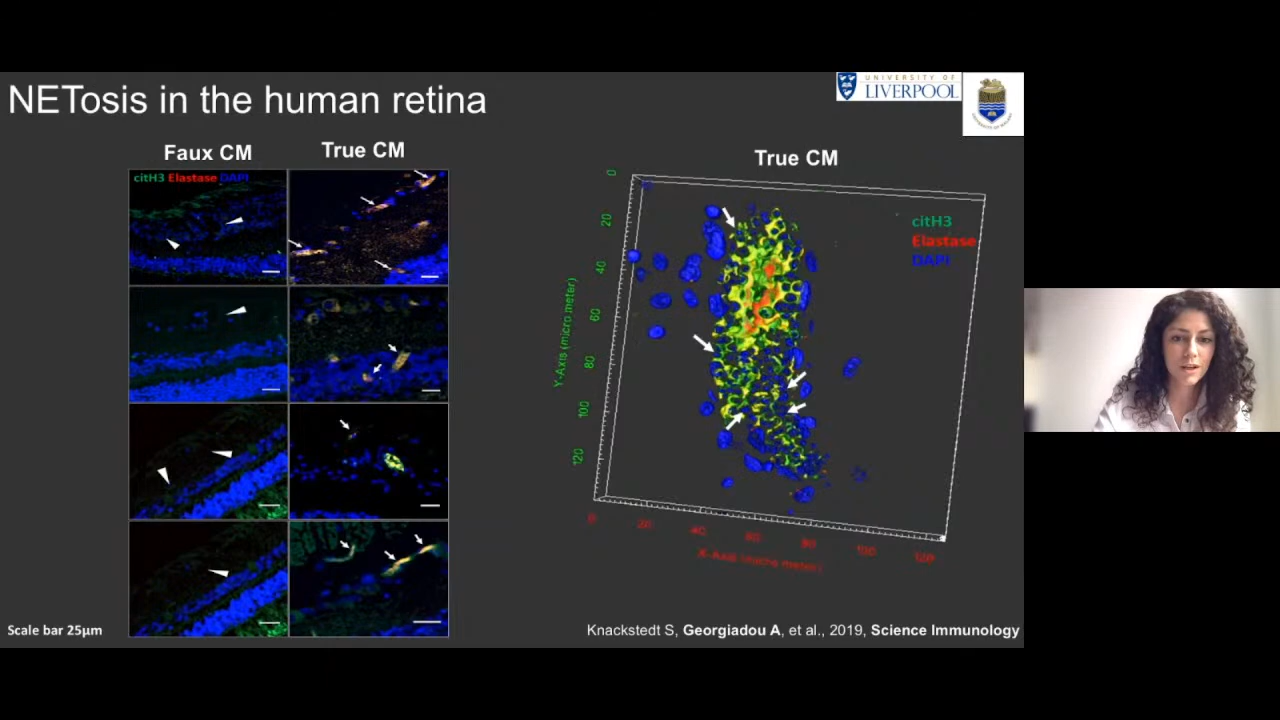 NETosis in the human retina
UNIVERSITY OF
LIVERPOOL
Faux CM
True CM
True CM
citH3 Elastase DAPI
citH3
Elastase
DAPI
0
20
40
60
80
100
120
Y-Axis (micro meter)
0
20
40
60
80
100
120
X-Axis (micro meter)
Scale bar 25µm
Knackstedt S, Georgiadou A, et al., 2019, Science Immunology